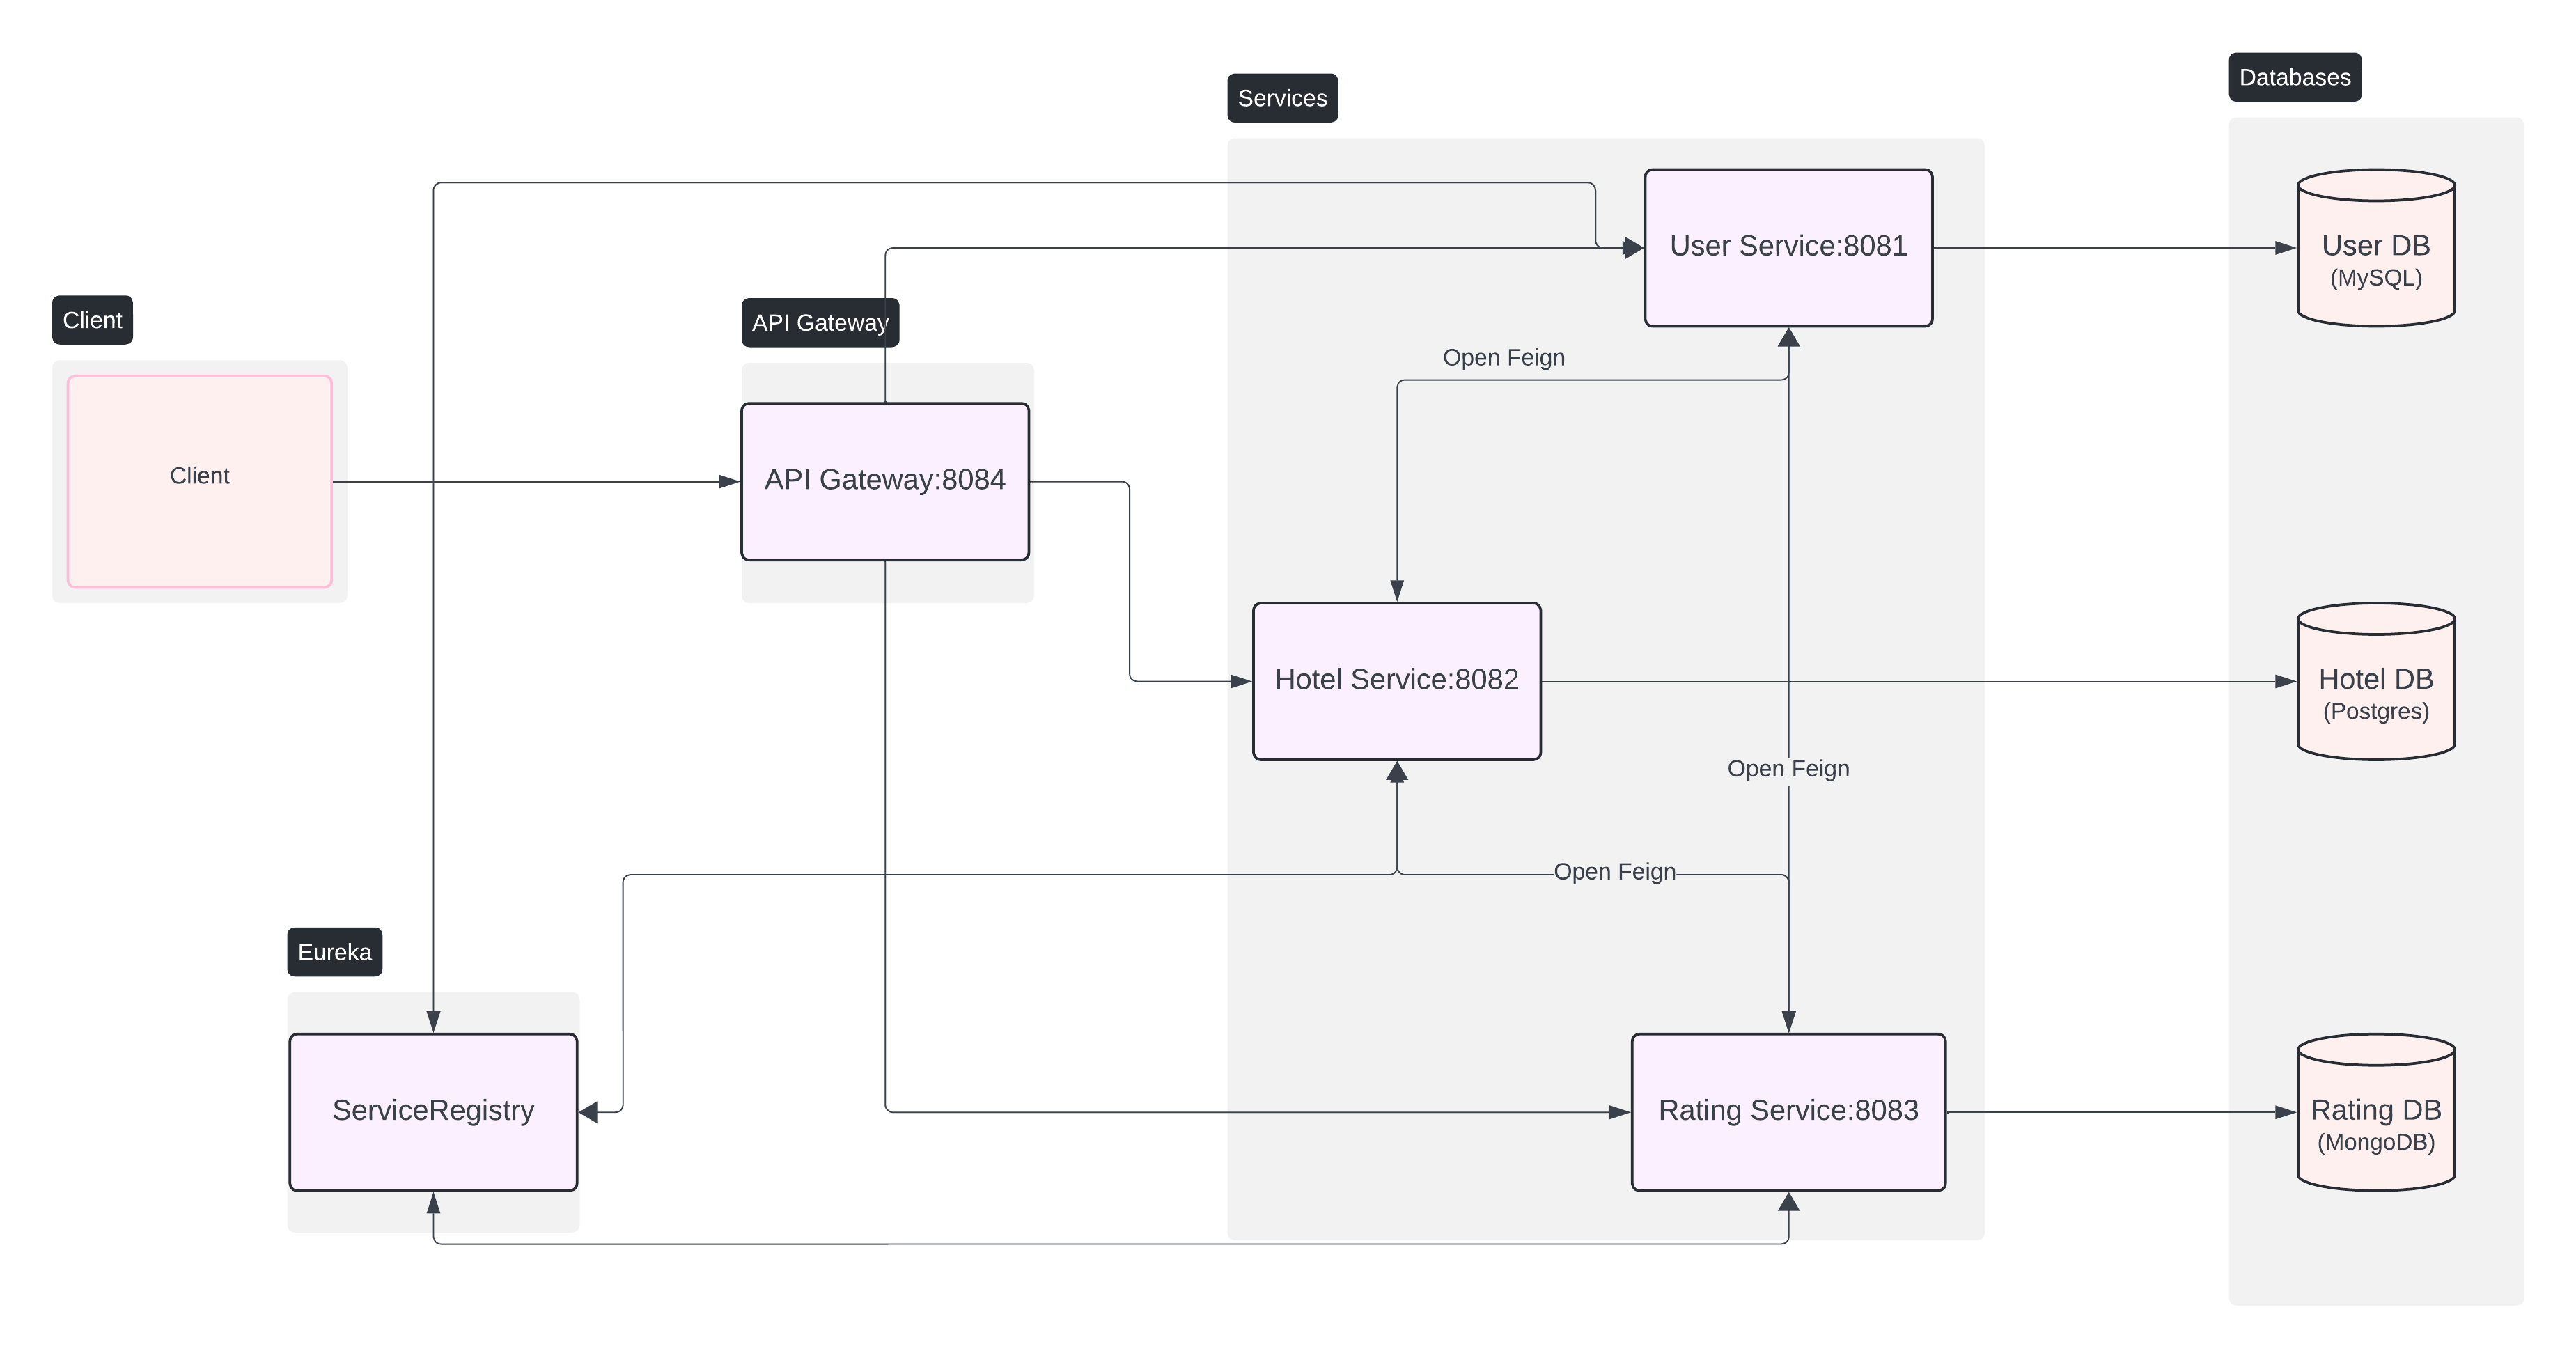 Databases
Services
User Service:8081
User DB
(MySQL)
Client
API Gateway
Open Feign
Client
API Gateway:8084
Hotel Service:8082
Hotel DB
(Postgres)
Open Feign
Open Feign
Eureka
ServiceRegistry
Rating Service:8083
Rating DB
(MongoDB)